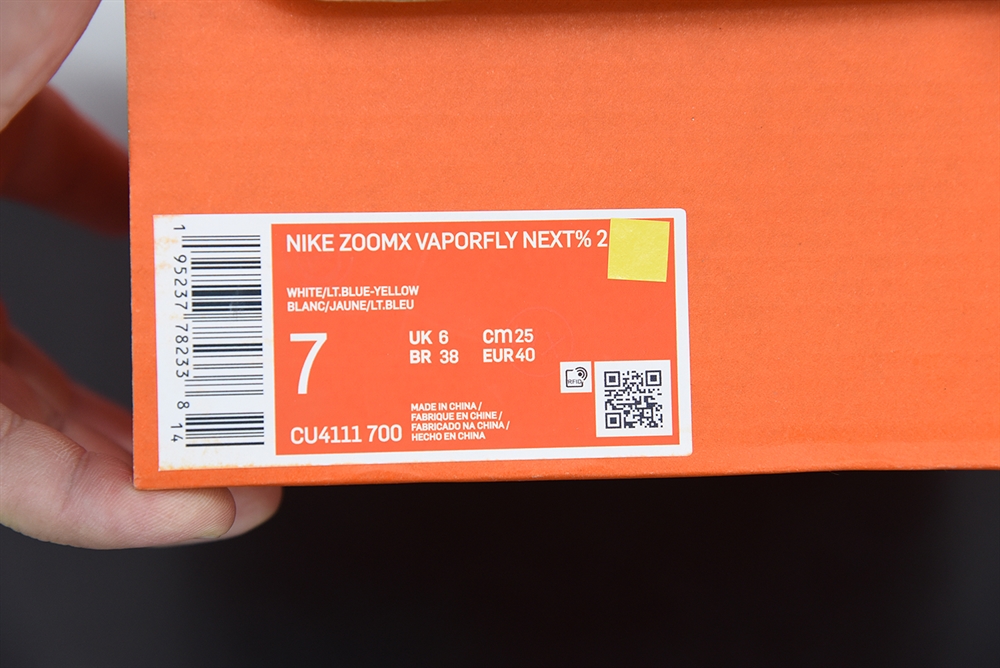 NIKE ZOOMX VAPORFLY NEXT% 2
WHITE/LT.BLUE-YELLOW
BLANC/JAUNE/LT.BLEU
7
UK 6
cm 25
BR 38
EUR 40
RFID
MADE IN CHINA /
FABRIQUE EN CHINE /
FABRICADO NA CHINA /
HECHO EN CHINA
CU4111 700
1 95237 78233 8 14